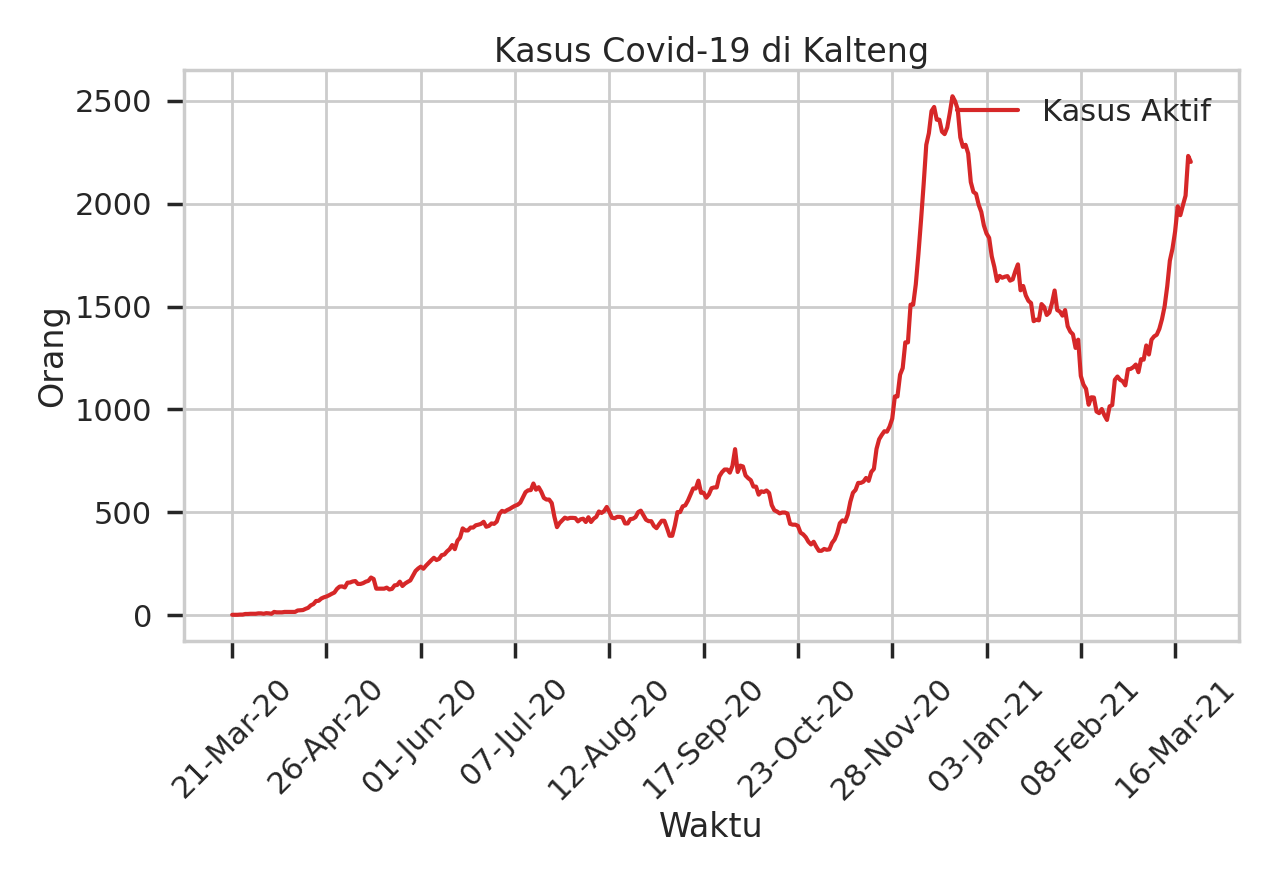 Kasus Covid-19 di Kalteng
Kasus Aktif
2500
2000
1500
1000
500
0
Orang
21-Mar-20
26-Apr-20
01-Jun-20
07-Jul-20
12-Aug-20
17-Sep-20
23-Oct-20
28-Nov-20
03-Jan-21
08-Feb-21
16-Mar-21
Waktu